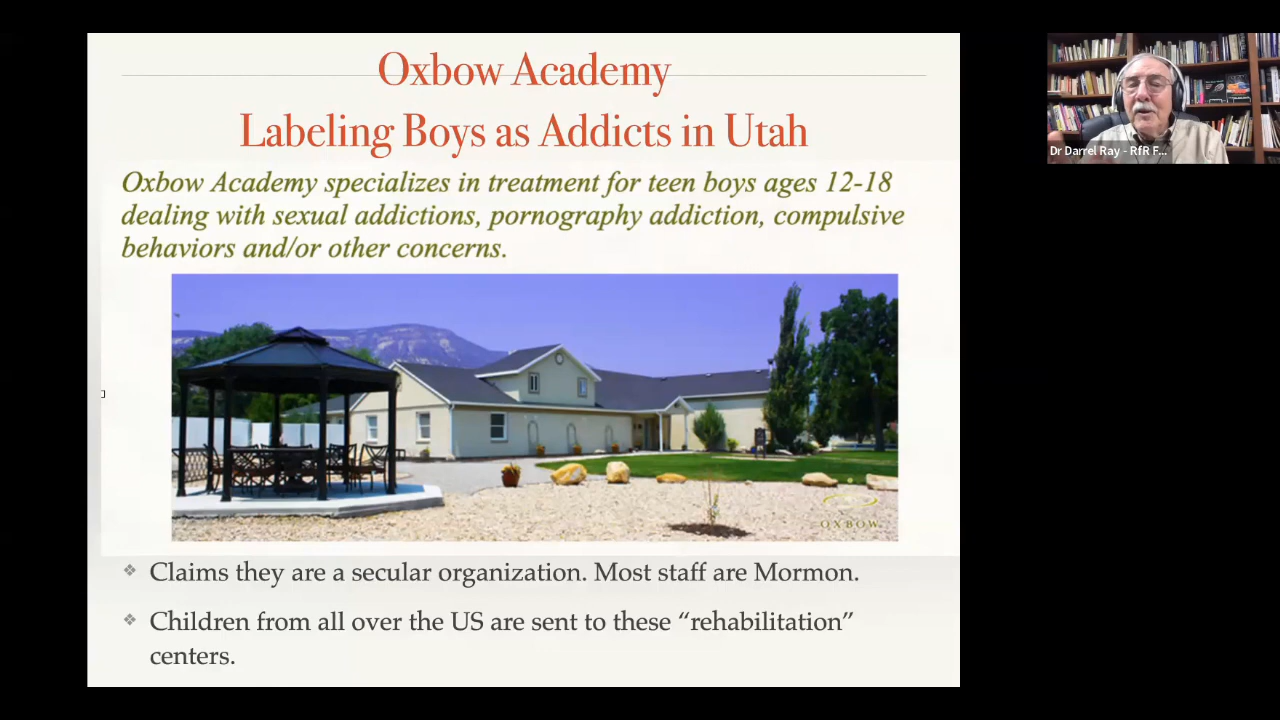 Oxbow Academy
Labeling Boys as Addicts in Utah
Oxbow Academy specializes in treatment for teen boys ages 12-18
dealing with sexual addictions, pornography addiction, compulsive
behaviors and/or other concerns.
OXBOW
Claims they are a secular organization. Most staff are Mormon.
Children from all over the US are sent to these “rehabilitation”
centers.
Dr Darrel Ray - RfR F...